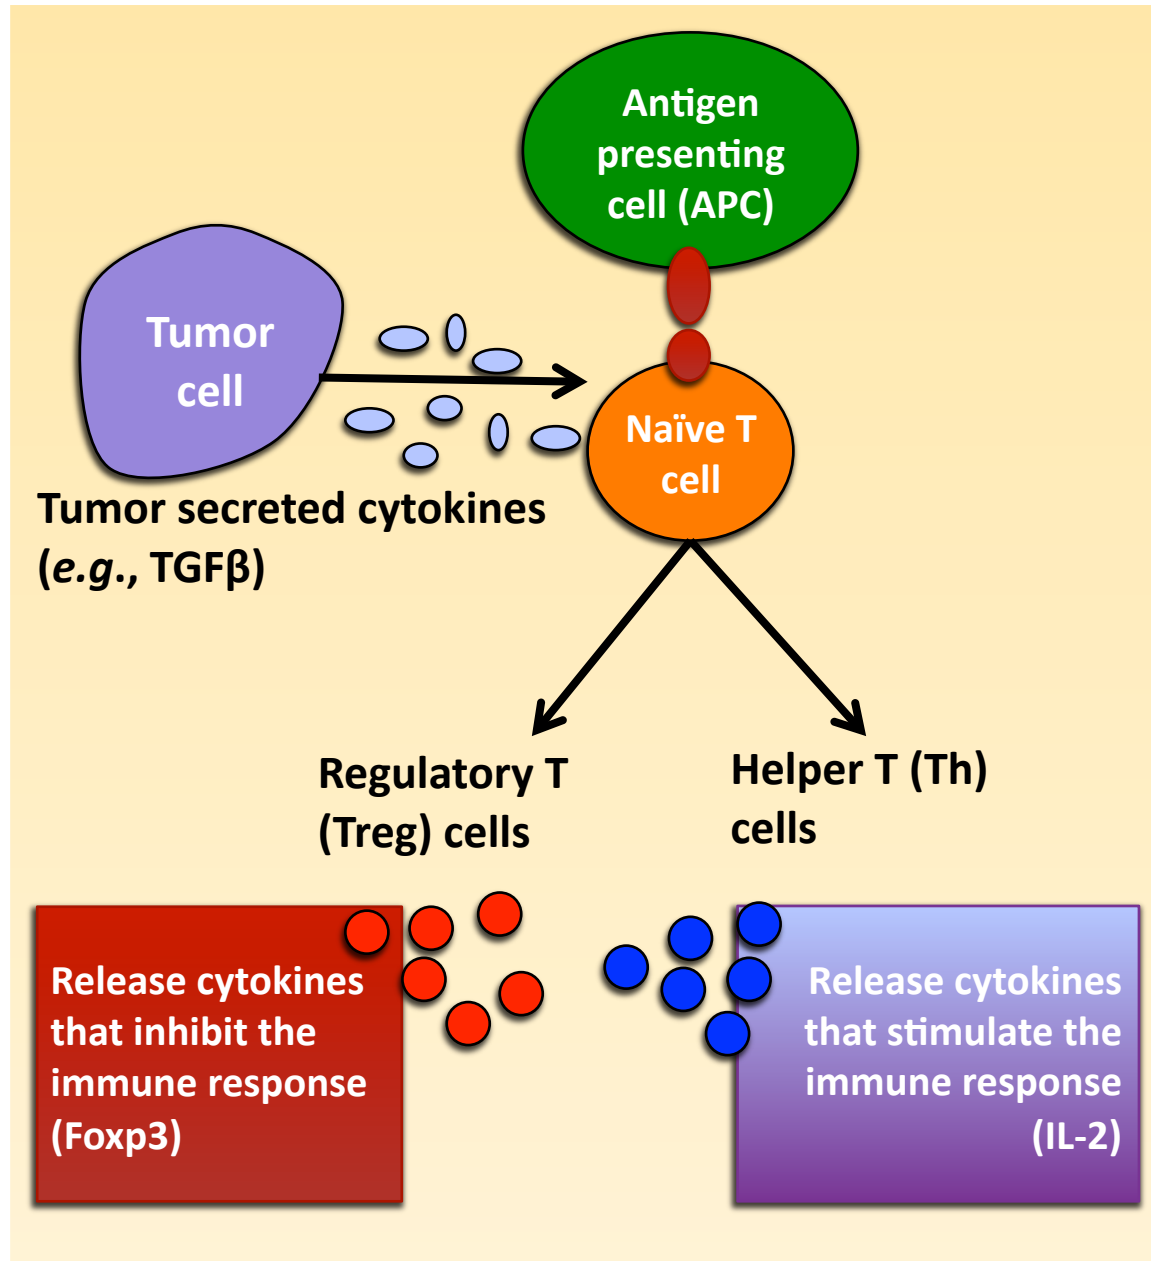 Antigen
presenting
cell (APC)
Tumor
cell
Naïve T
cell
Tumor secreted cytokines
(e.g., TGFβ)
Regulatory T
(Treg) cells
Helper T (Th)
cells
Release cytokines
that inhibit the
immune response
(Foxp3)
Release cytokines
that stimulate the
immune response
(IL-2)